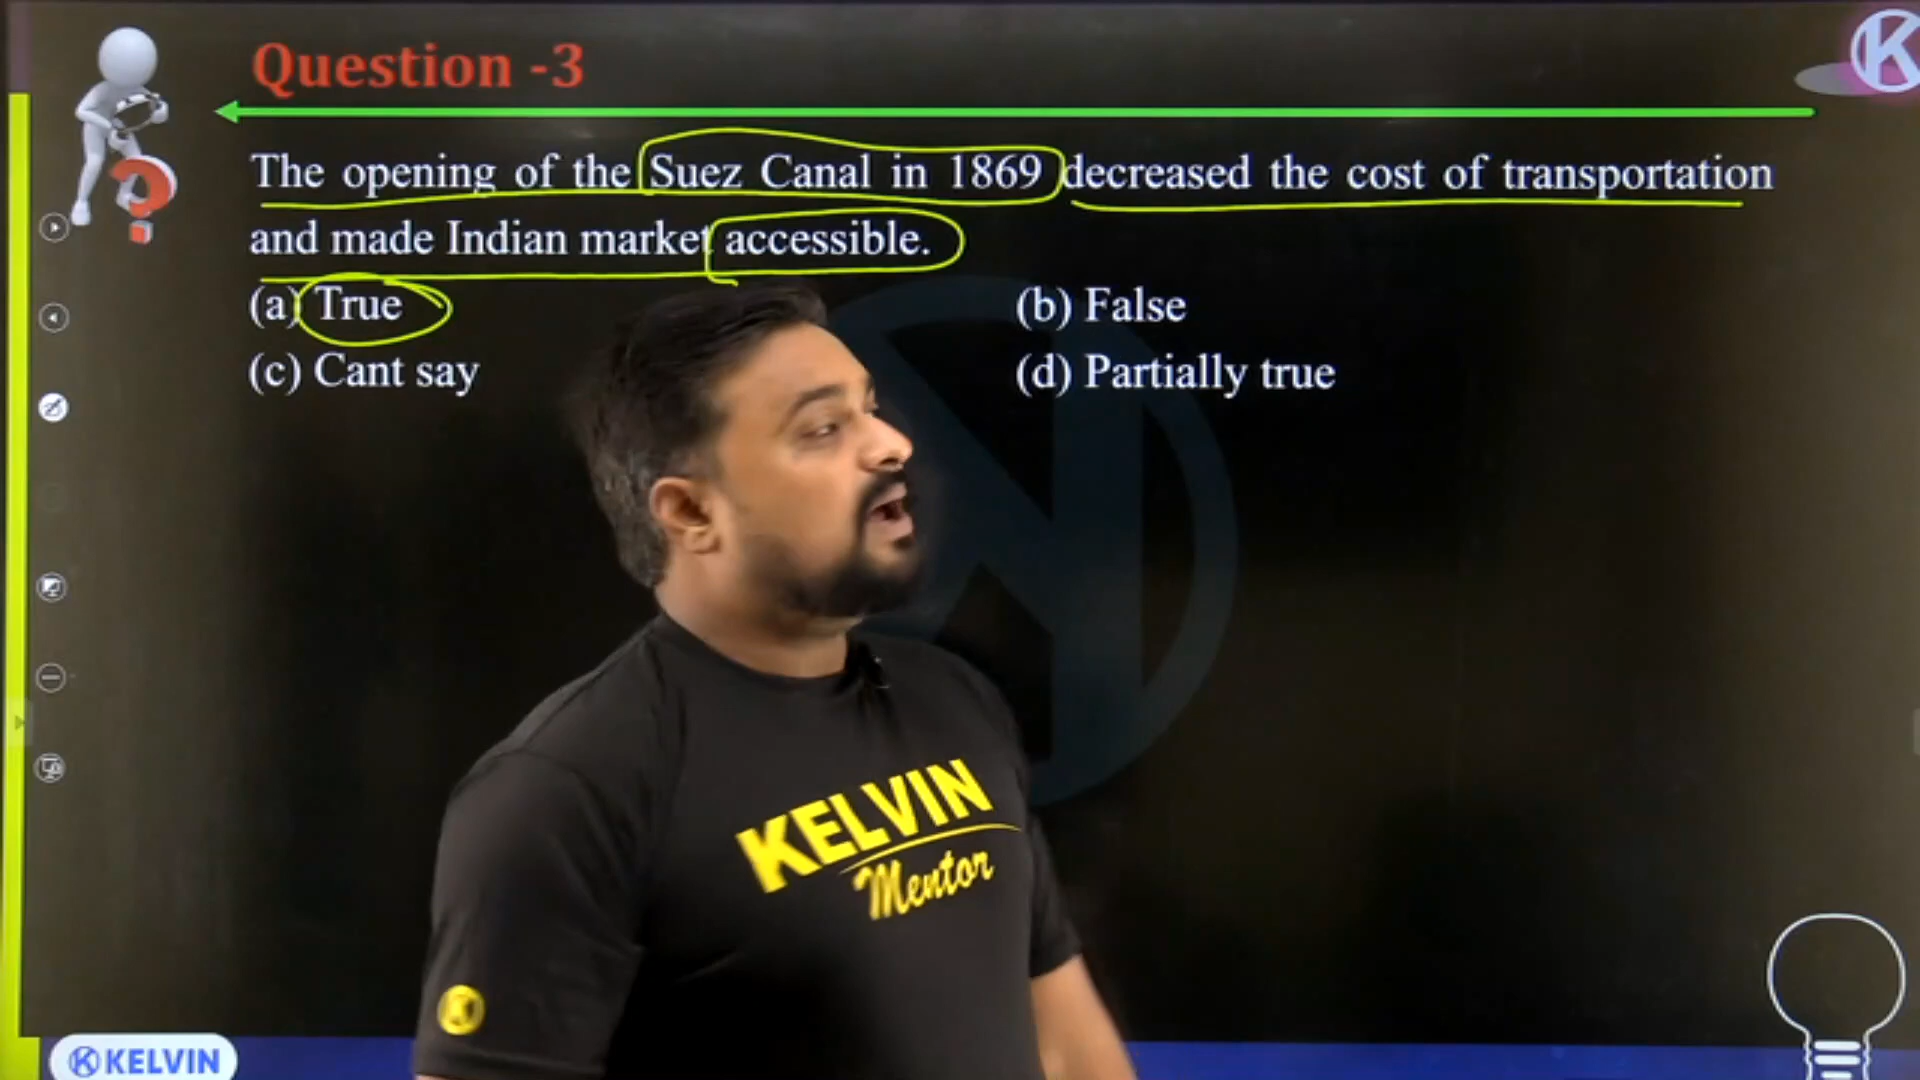 Question -3
The opening of the Suez Canal in 1869 decreased the cost of transportation
and made Indian market accessible.
(a) True
(b) False
(c) Cant say
(d) Partially true
KELVIN
Mentor
KELVIN